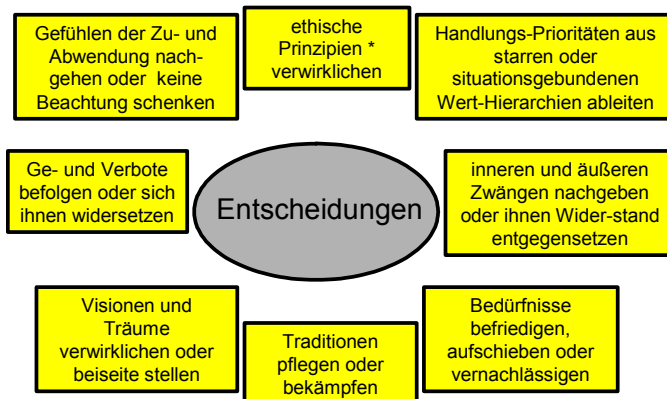 Gefühlen der Zu- und
Abwendung nach-
gehen oder keine
Beachtung schenken
ethische
Prinzipien *
verwirklichen
Handlungs-Prioritäten aus
starren oder
situationsgebundenen
Wert-Hierarchien ableiten
Ge- und Verbote
befolgen oder sich
ihnen widersetzen
Entscheidungen
inneren und äußeren
Zwängen nachgeben
oder ihnen Wider-stand
entgegensetzen
Visionen und
Träume
verwirklichen oder
beiseite stellen
Traditionen
pflegen oder
bekämpfen
Bedürfnisse
befriedigen,
aufschieben oder
vernachlässigen